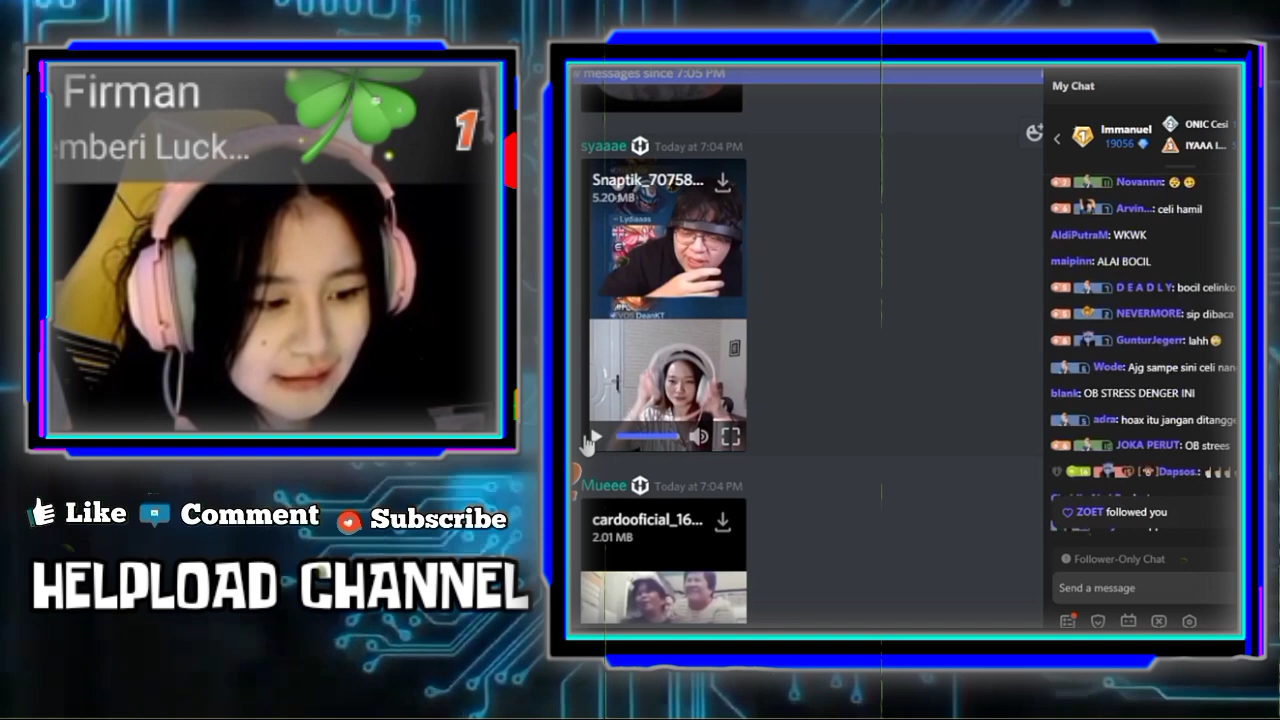 Firman
mberi Luck...
1
Like
Comment
Subscribe
HELPLOAD CHANNEL
messages since 7:05 PM
syaaae Today at 7:04 PM
Snaptik_70758...
5.20 MB
Lydiaaas
EVOS DeanKT
Mueee Today at 7:04 PM
cardooficial_16...
2.01 MB
My Chat
Immanuel
19056
ONIC Cesi
IYAAA I...
Novannn:
Arvin...: celi hamil
AldiPutraM: WKWK
maipinn: ALAI BOCIL
D E A D L Y: bocil celinko
NEVERMORE: sip dibaca
GunturJegerr: lahh
Wode: Ajg sampe sini celi nan
blank: OB STRESS DENGER INI
adra: hoax itu jangan ditangg
JOKA PERUT: OB strees
Dapsos.:
ZOET followed you
Follower-Only Chat
Send a message